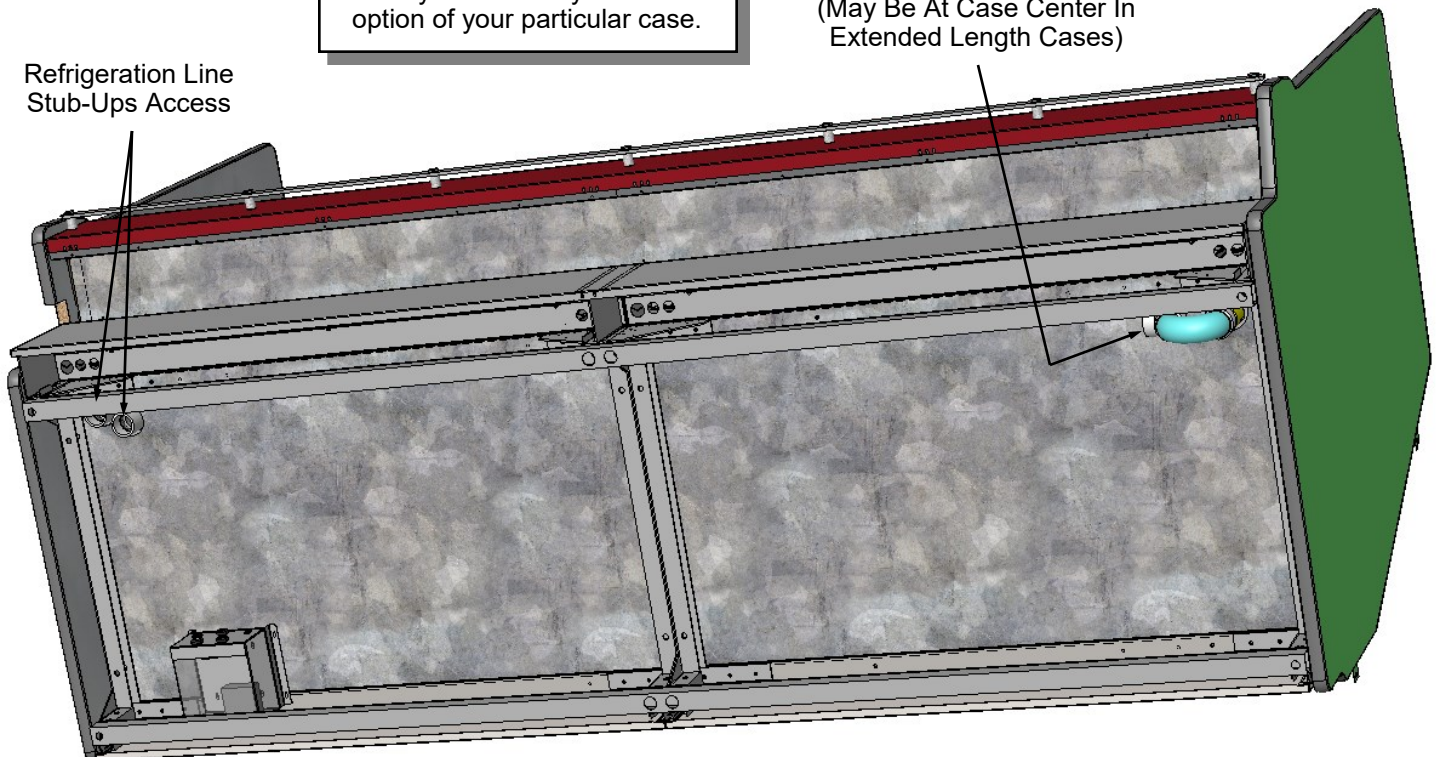 option of your particular case.
(May Be At Case Center In
Extended Length Cases)
Refrigeration Line
Stub-Ups Access